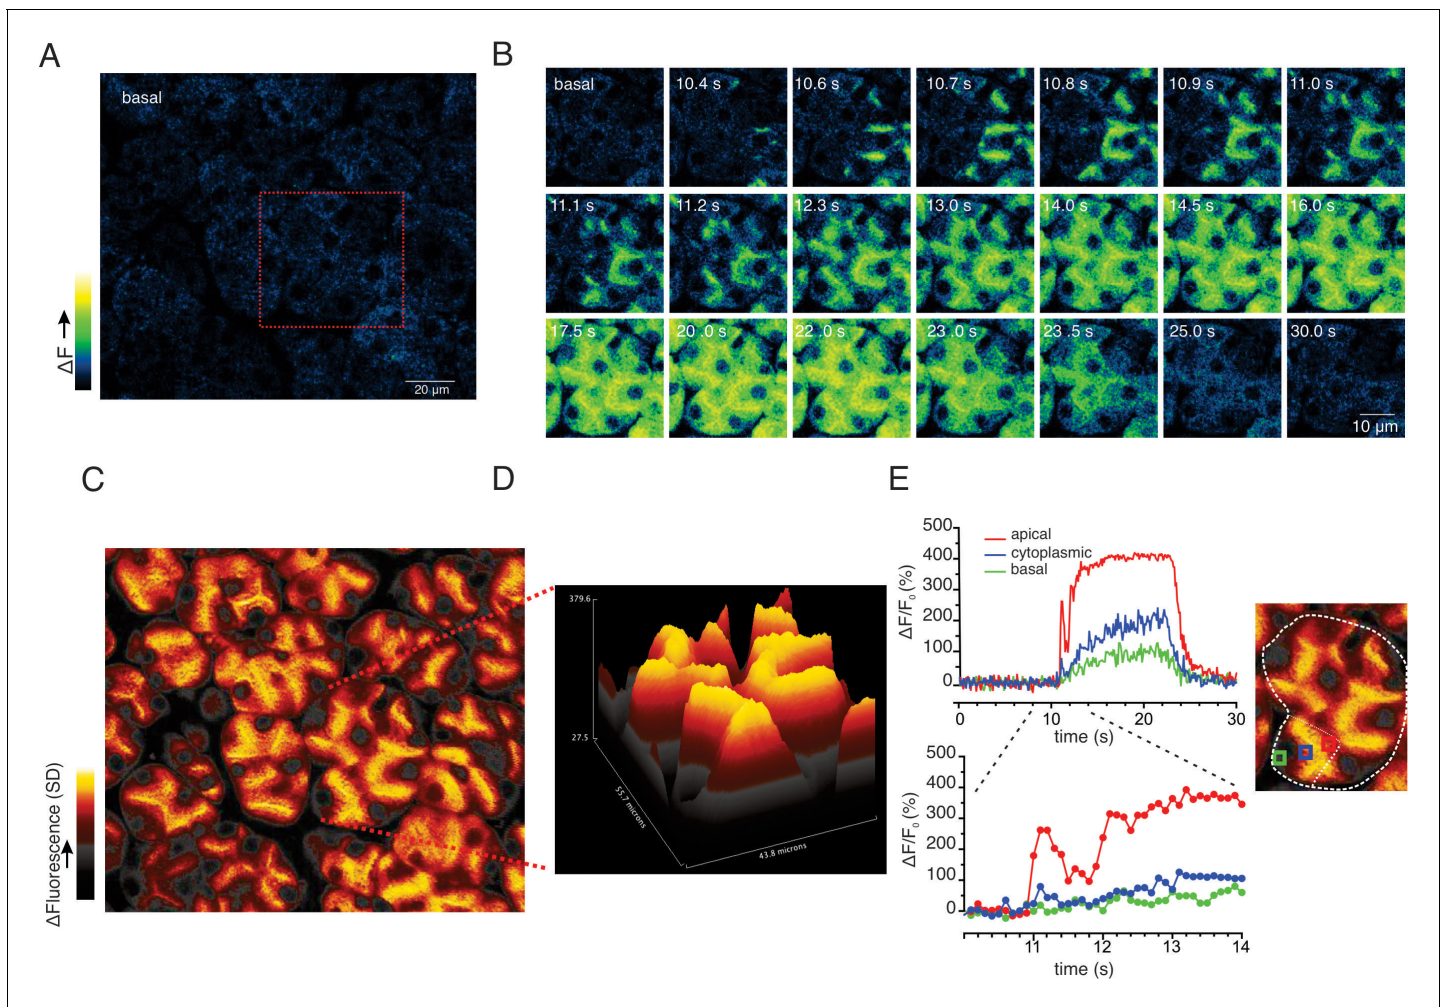 A
basal
ΔF
20 µm
B
basal
10.4 s
10.6 s
10.7 s
10.8 s
10.9 s
11.0 s
11.1 s
11.2 s
12.3 s
13.0 s
14.0 s
14.5 s
16.0 s
17.5 s
20 .0 s
22.0 s
23 .0 s
23 .5 s
25.0 s
30.0 s
10 µm
C
ΔFluorescence (SD)
D
379.6
27.5
55.7 microns
43.8 microns
E
500
400
300
200
100
0
ΔF/F0 (%)
apical
cytoplasmic
basal
0
10
20
30
time (s)
500
400
300
200
100
0
ΔF/F0 (%)
11
12
13
14
time (s)